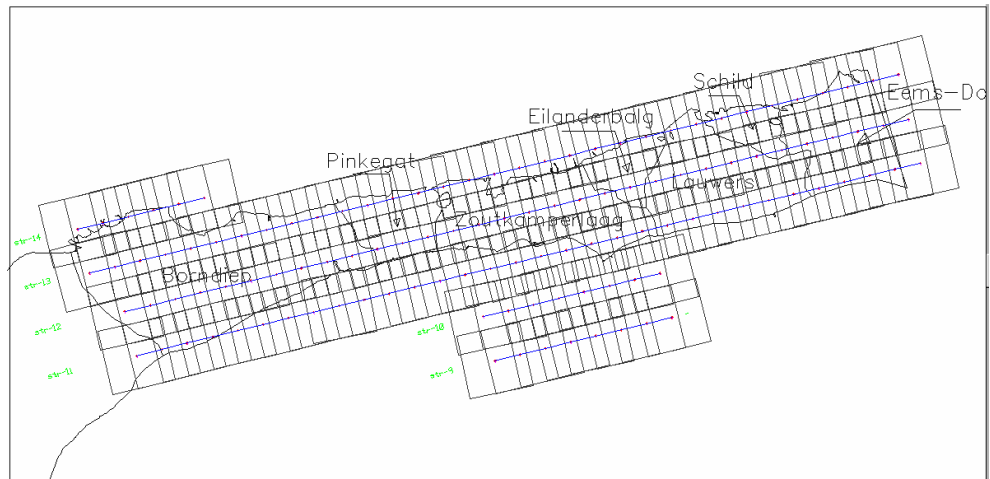 Schild
Eems-Do
Eilanderbalg
Pinkegat
Lauwers
Zoutkamperlaag
str-14
Borndiep
str-13
str-12
str-10
str-11
str-9